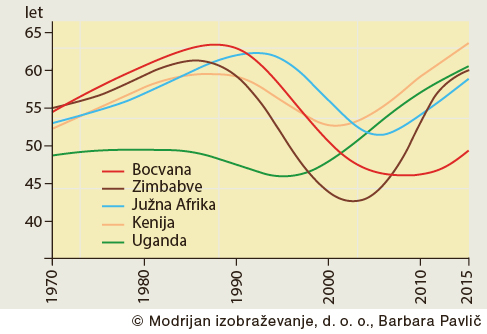 let
65
60
55
50
45
40
Bocvana
Zimbabve
Južna Afrika
Kenija
Uganda
1970
1980
1990
2000
2010
2015
© Modrijan izobraževanje, d. o. o., Barbara Pavlič